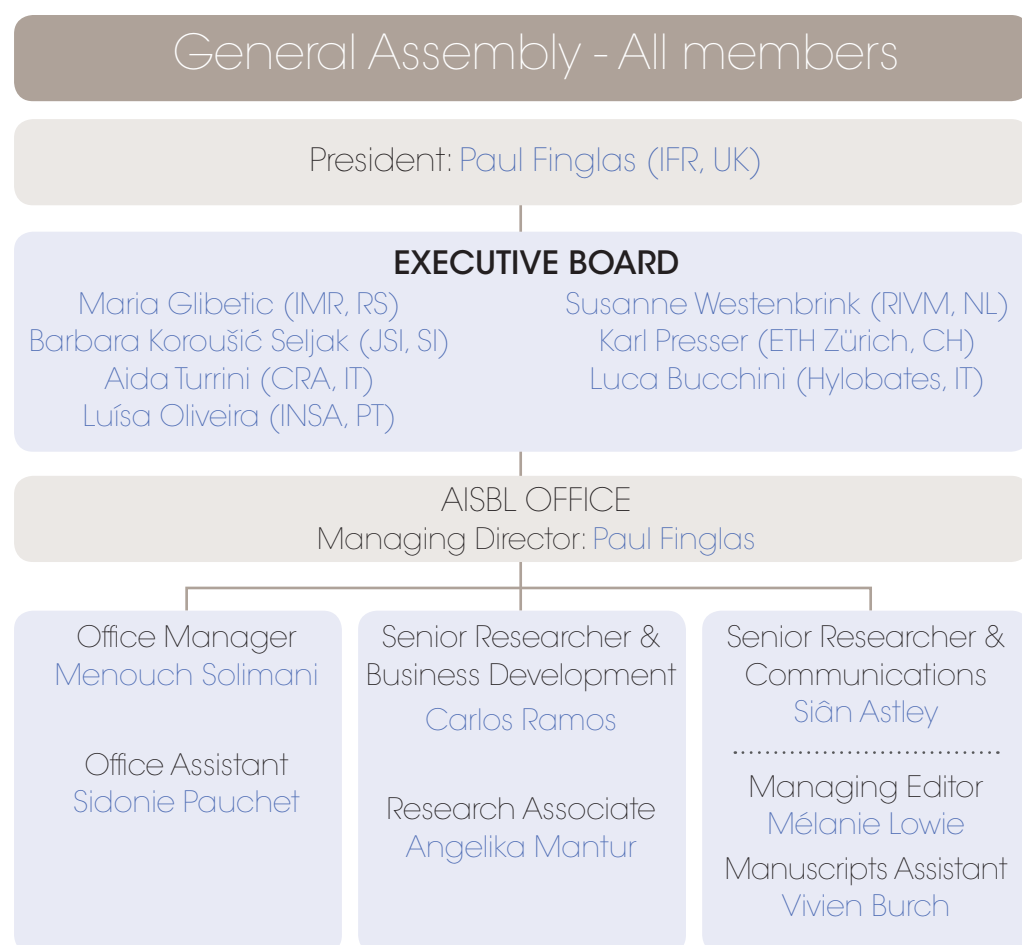 General Assembly - All members
President: Paul Finglas (IFR, UK)
EXECUTIVE BOARD
Maria Glibetic (IMR, RS)
Barbara Koroušić Seljak (JSI, SI)
Aida Turrini (CRA, IT)
Luísa Oliveira (INSA, PT)
Susanne Westenbrink (RIVM, NL)
Karl Presser (ETH Zürich, CH)
Luca Bucchini (Hylobates, IT)
AISBL OFFICE
Managing Director: Paul Finglas
Office Manager
Menouch Solimani
Office Assistant
Sidonie Pauchet
Senior Researcher &
Business Development
Carlos Ramos
Research Associate
Angelika Mantur
Senior Researcher &
Communications
Siân Astley
Managing Editor
Mélanie Lowie
Manuscripts Assistant
Vivien Burch